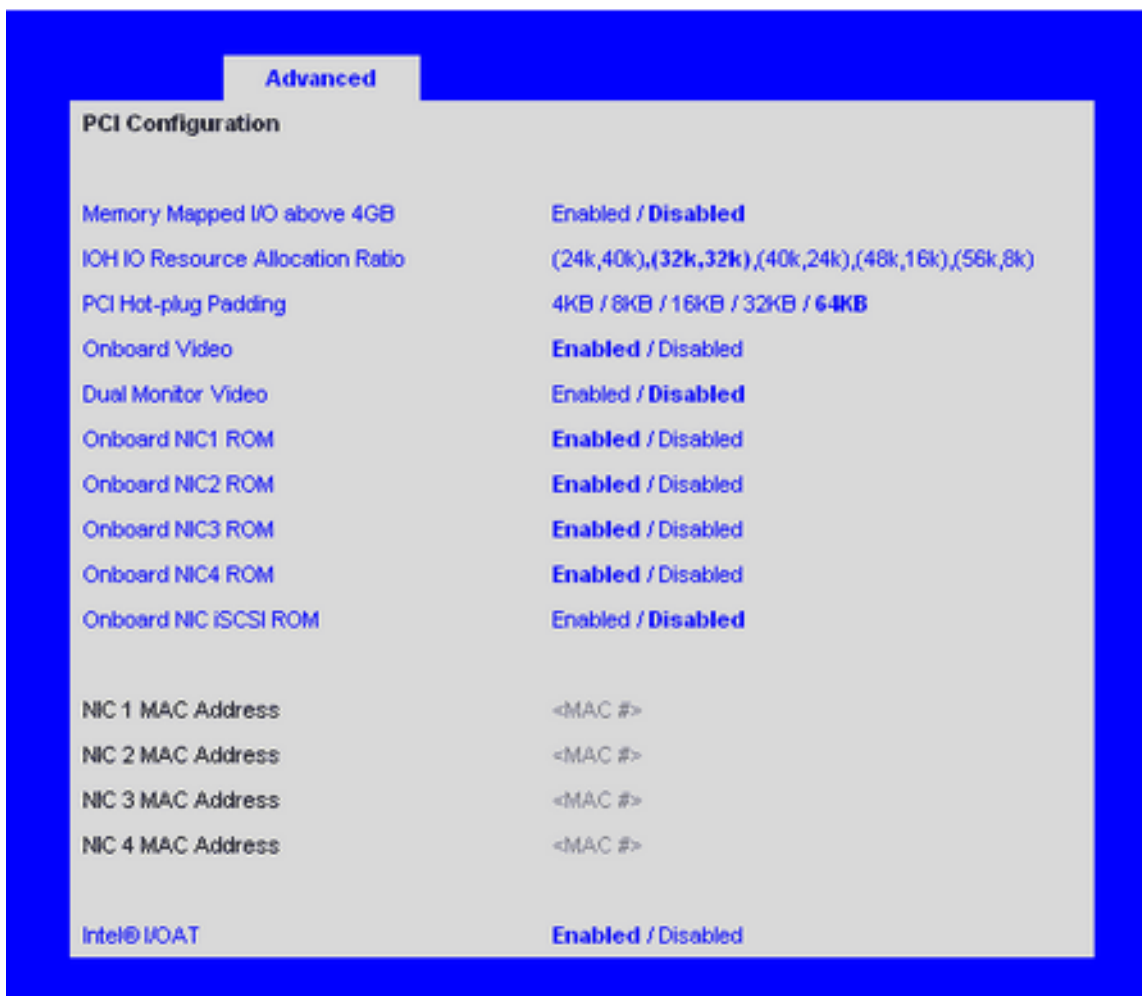 Advanced
PCI Configuration
Memory Mapped I/O above 4GB Enabled / Disabled
IOH IO Resource Allocation Ratio (24k,40k),(32k,32k),(40k,24k),(48k,16k),(56k,8k)
PCI Hot-plug Padding 4KB / 8KB / 16KB / 32KB / 64KB
Onboard Video Enabled / Disabled
Dual Monitor Video Enabled / Disabled
Onboard NIC1 ROM Enabled / Disabled
Onboard NIC2 ROM Enabled / Disabled
Onboard NIC3 ROM Enabled / Disabled
Onboard NIC4 ROM Enabled / Disabled
Onboard NIC iSCSI ROM Enabled / Disabled
NIC 1 MAC Address <MAC #>
NIC 2 MAC Address <MAC #>
NIC 3 MAC Address <MAC #>
NIC 4 MAC Address <MAC #>
Intel® I/OAT Enabled / Disabled